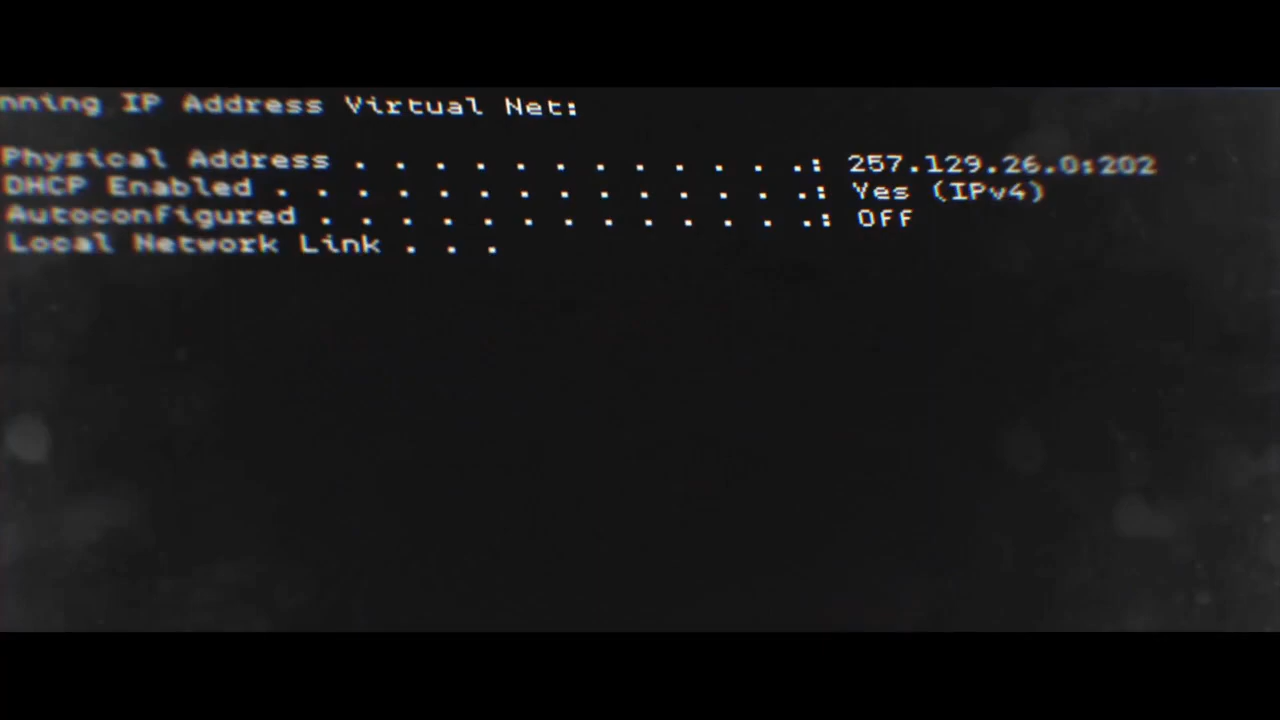 nning IP Address Virtual Net:
Physical Address . . . . . . . . . . . .: 257.129.26.0:202
DHCP Enabled . . . . . . . . . . . . . .: Yes (IPv4)
Autoconfigured . . . . . . . . . . . . .: Off
Local Network Link . . .